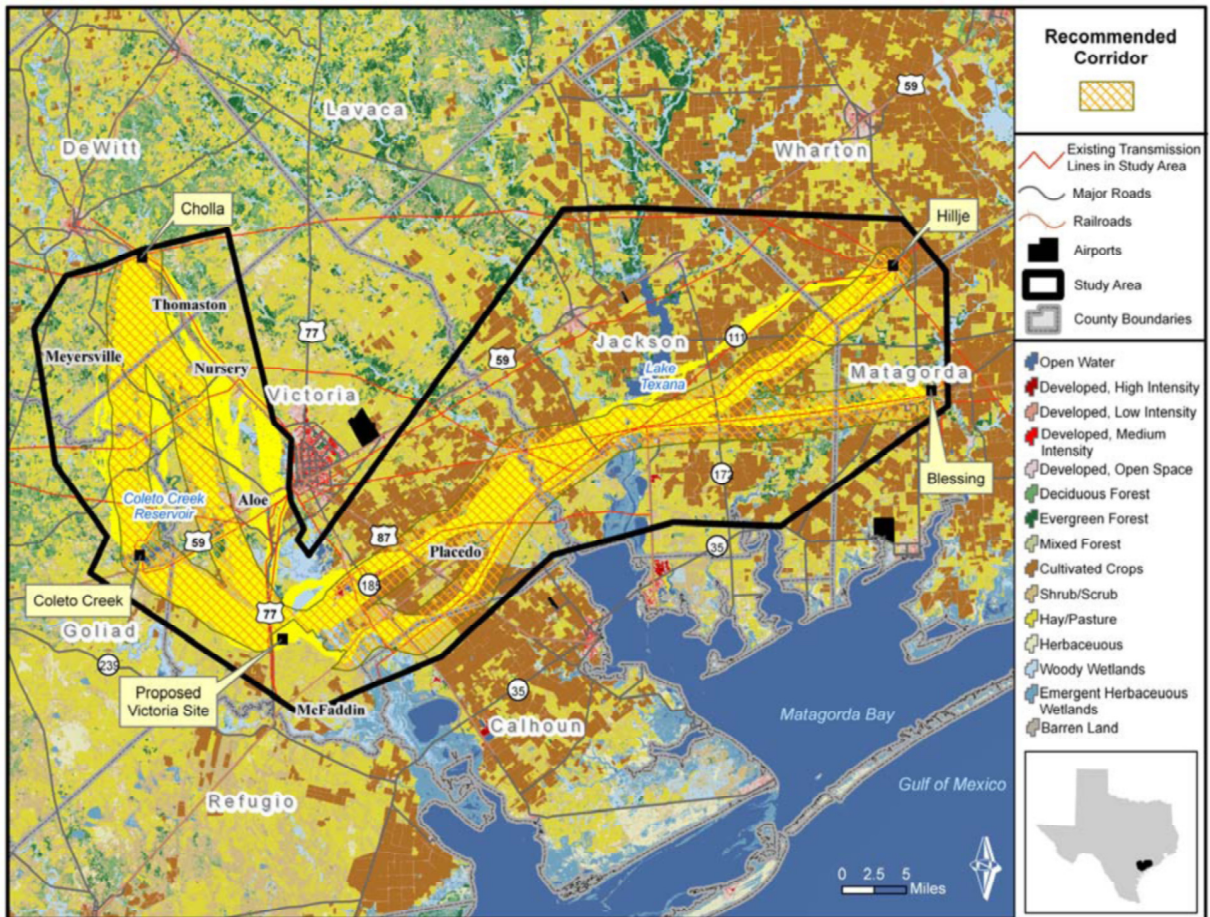 Lavaca
DeWitt
Wharton
59
Cholla
Hillje
Thomaston
Meyersville
Nursery
77
59
Jackson
111
Lake
Texana
Matagorda
Victoria
Coleto Creek
Reservoir
Aloe
59
87
Placedo
172
Blessing
185
35
77
Coleto Creek
Goliad
239
Proposed
Victoria Site
McFaddin
35
Calhoun
Matagorda Bay
Refugio
Gulf of Mexico
0 2.5 5
Miles
Recommended
Corridor
Existing Transmission
Lines in Study Area
Major Roads
Railroads
Airports
Study Area
County Boundaries
Open Water
Developed, High Intensity
Developed, Low Intensity
Developed, Medium
Intensity
Developed, Open Space
Deciduous Forest
Evergreen Forest
Mixed Forest
Cultivated Crops
Shrub/Scrub
Hay/Pasture
Herbaceuous
Woody Wetlands
Emergent Herbaceuous
Wetlands
Barren Land